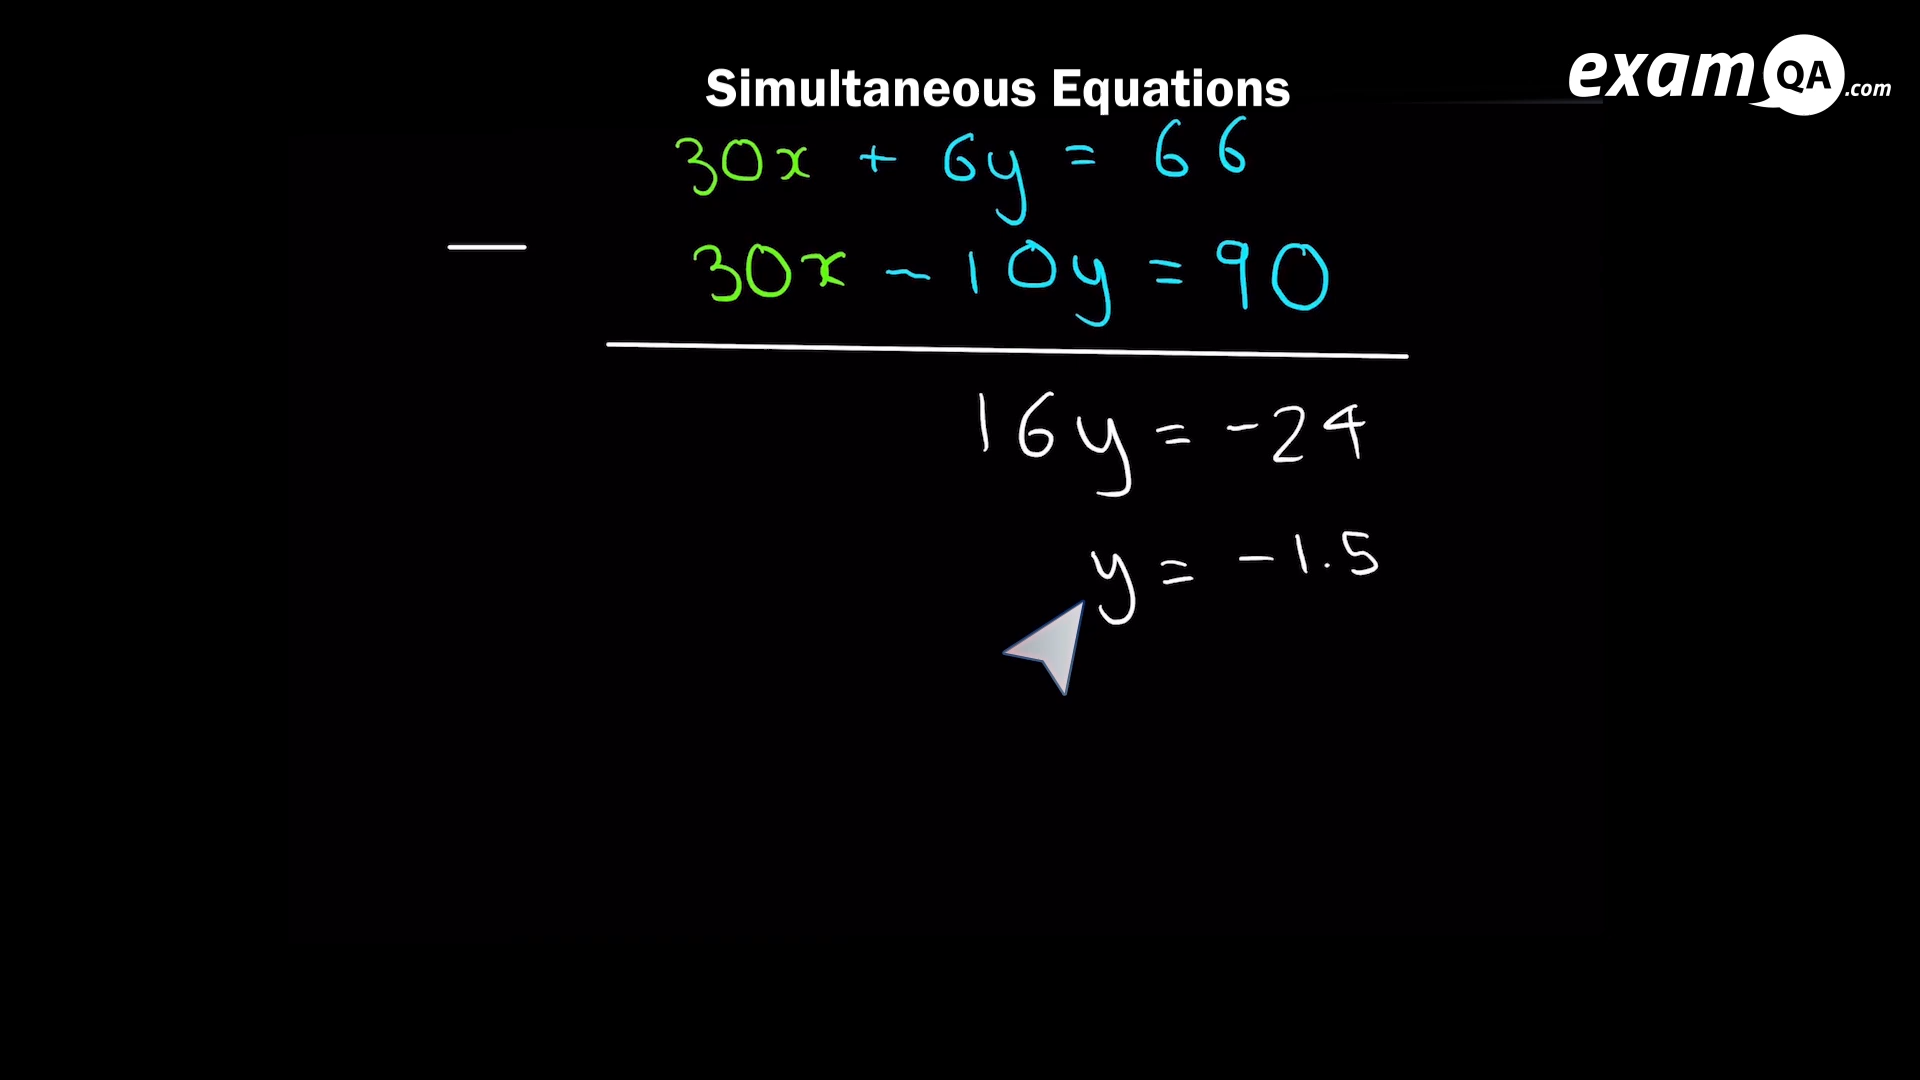 Simultaneous Equations
examQA.com
30x + 6y = 66
— 30x - 10y = 90
16y = -24
y = -1.5